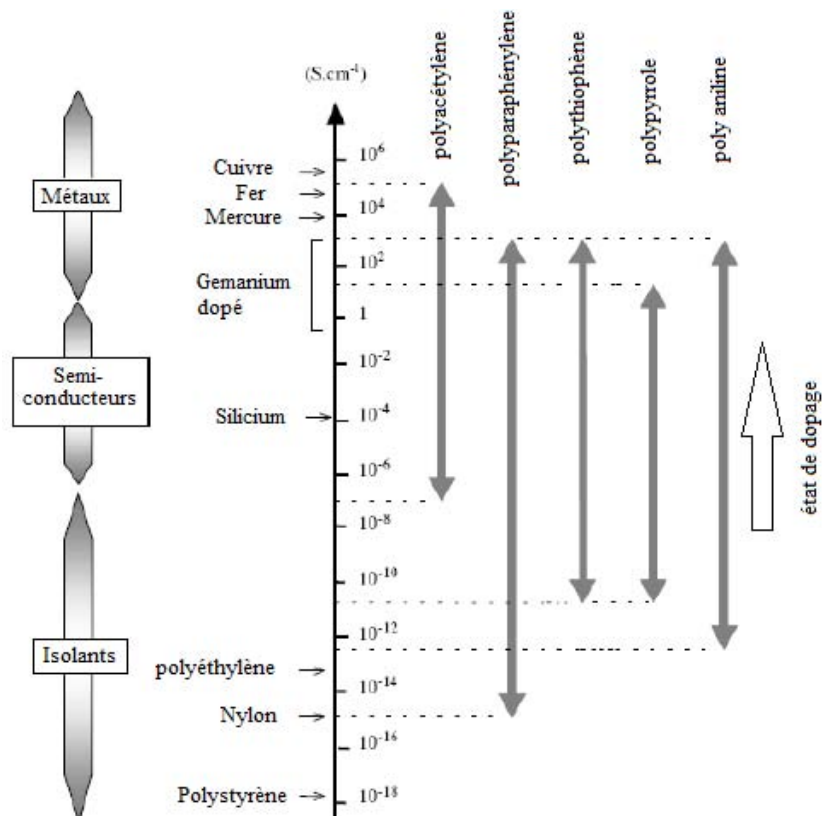 (S.cm⁻¹)
polyacétylène
polyparaphénylène
polythiophène
polypyrrole
poly aniline
Métaux
Semi-
conducteurs
Isolants
Cuivre
Fer
Mercure
Gemanium
dopé
Silicium
polyéthylène
Nylon
Polystyrène
10⁶
10⁴
10²
1
10⁻²
10⁻⁴
10⁻⁶
10⁻⁸
10⁻¹⁰
10⁻¹²
10⁻¹⁴
10⁻¹⁶
10⁻¹⁸
état de dopage